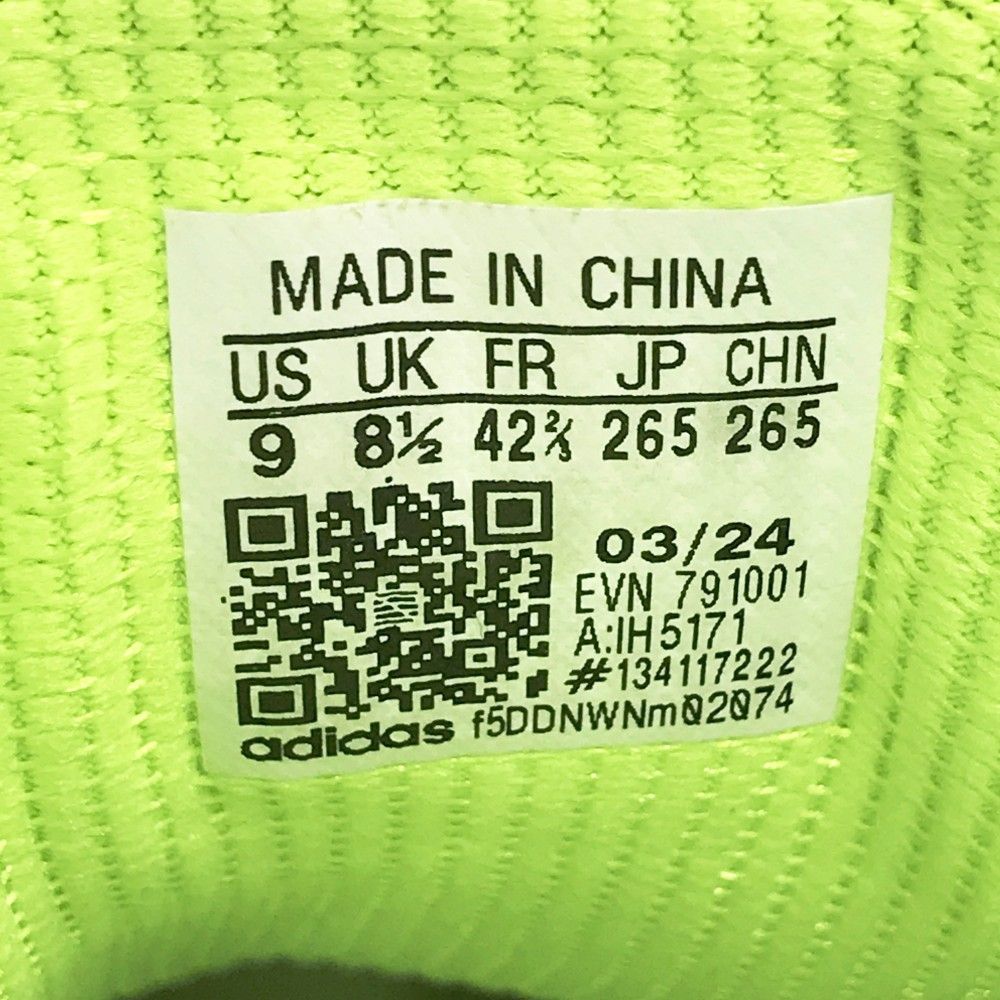 MADE IN CHINA
US UK FR JP CHN
9 8½ 42⅔ 265 265
03/24
EVN 791001
A:IH5171
#134117222
adidas f5DDNWNm02074